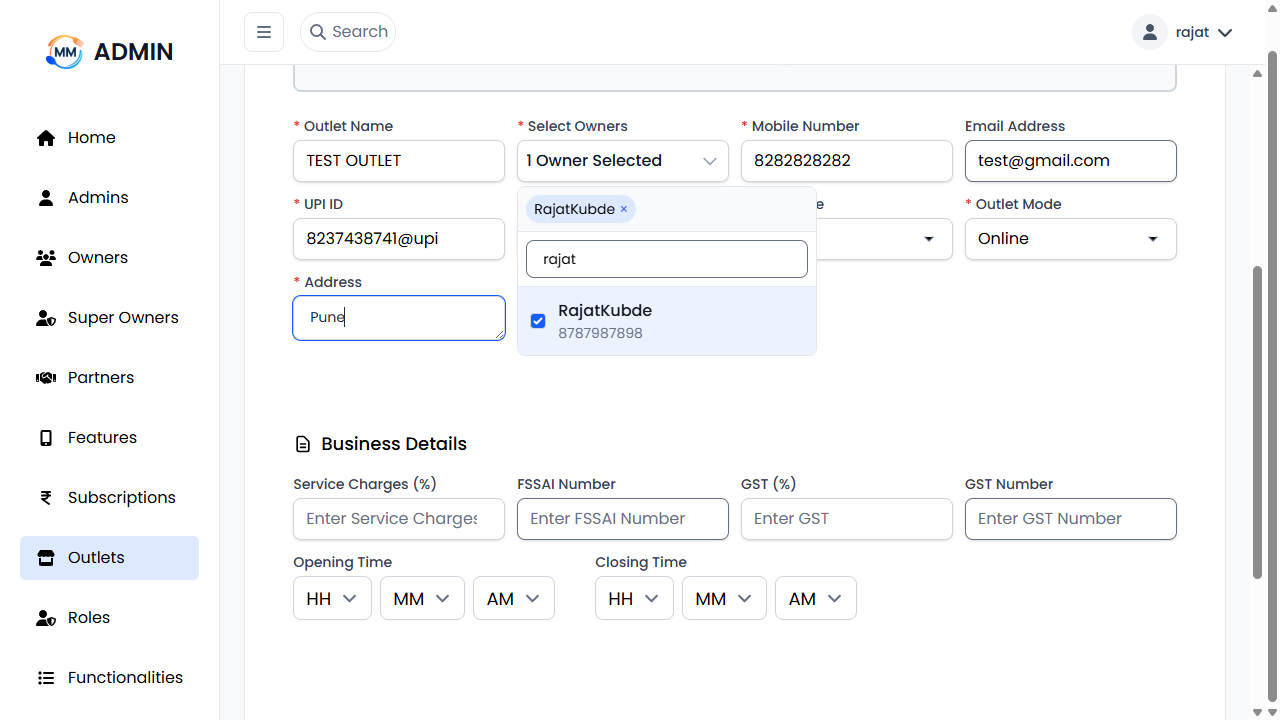 MM ADMIN
Search
rajat
Home
Admins
Owners
Super Owners
Partners
Features
Subscriptions
Outlets
Roles
Functionalities
* Outlet Name
TEST OUTLET
* Select Owners
1 Owner Selected
* Mobile Number
8282828282
Email Address
test@gmail.com
* UPI ID
8237438741@upi
RajatKubde ×
rajat
RajatKubde
8787987898
e
* Outlet Mode
Online
* Address
Pune
Business Details
Service Charges (%)
Enter Service Charges
FSSAI Number
Enter FSSAI Number
GST (%)
Enter GST
GST Number
Enter GST Number
Opening Time
HH
MM
AM
Closing Time
HH
MM
AM